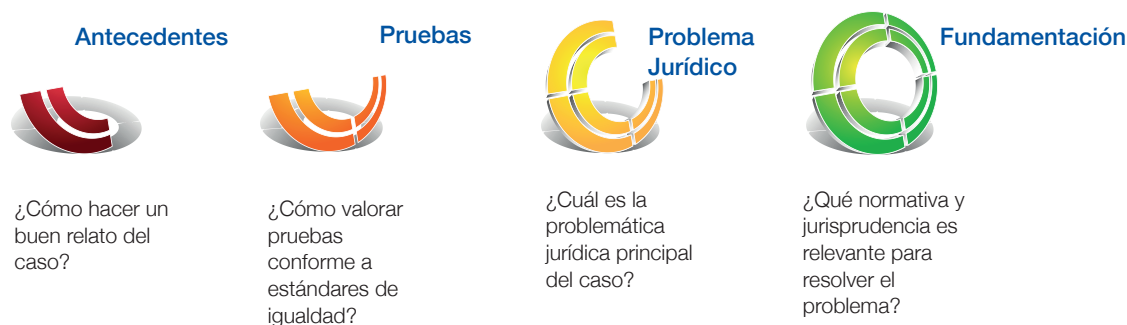 Antecedentes
¿Cómo hacer un
buen relato del
caso?
Pruebas
¿Cómo valorar
pruebas
conforme a
estándares de
igualdad?
Problema
Jurídico
¿Cuál es la
problemática
jurídica principal
del caso?
Fundamentación
¿Qué normativa y
jurisprudencia es
relevante para
resolver el
problema?